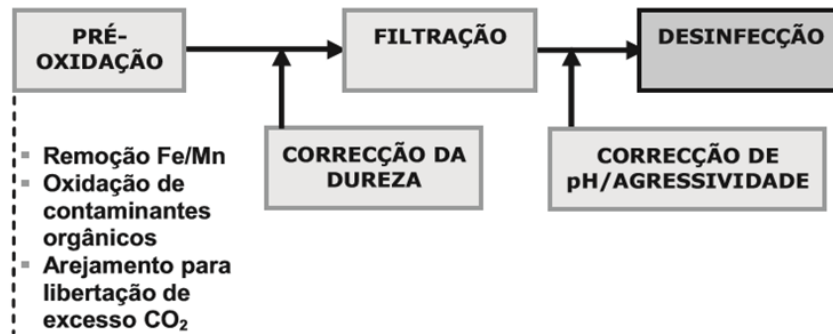 PRÉ-
OXIDAÇÃO
FILTRAÇÃO
DESINFECÇÃO
CORRECÇÃO DA
DUREZA
CORRECÇÃO DE
pH/AGRESSIVIDADE
▪ Remoção Fe/Mn
▪ Oxidação de
contaminantes
orgânicos
▪ Arejamento para
libertação de
excesso CO₂